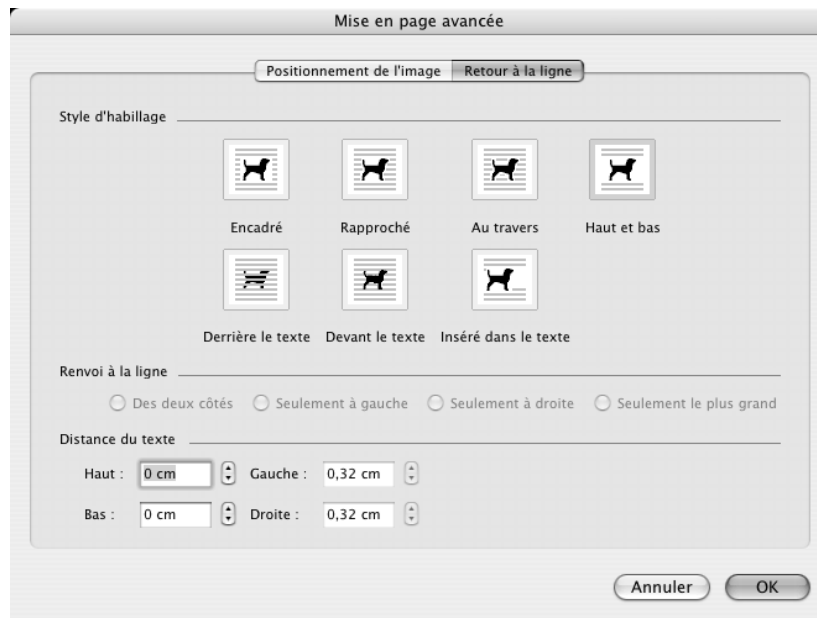 Mise en page avancée
Positionnement de l'image Retour à la ligne
Style d'habillage
Encadré Rapproché Au travers Haut et bas
Derrière le texte Devant le texte Inséré dans le texte
Renvoi à la ligne
Des deux côtés Seulement à gauche Seulement à droite Seulement le plus grand
Distance du texte
Haut : 0 cm Gauche : 0,32 cm
Bas : 0 cm Droite : 0,32 cm
Annuler OK